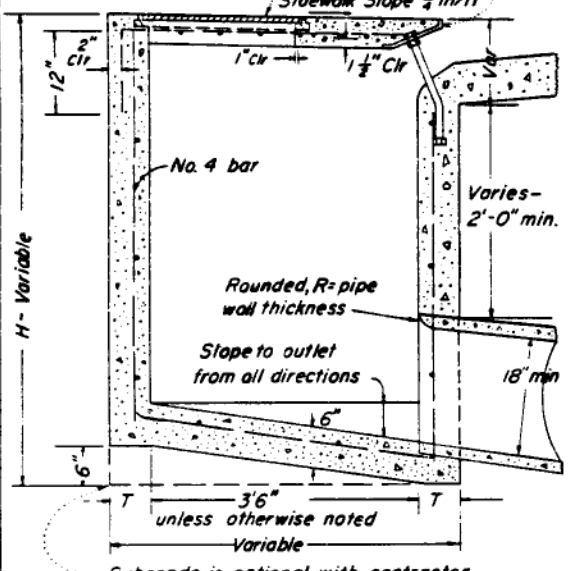 Sidewalk Slope 1/4 in/ft
2"
Clr
12"
1" Clr
1 1/2" Clr
Var
No. 4 bar
Varies-
2'-0" min.
H - Variable
Rounded, R= pipe
wall thickness
Slope to outlet
from all directions
18" min
6"
6"
T
3'6"
T
unless otherwise noted
Variable
Subgrade is optional with contractor